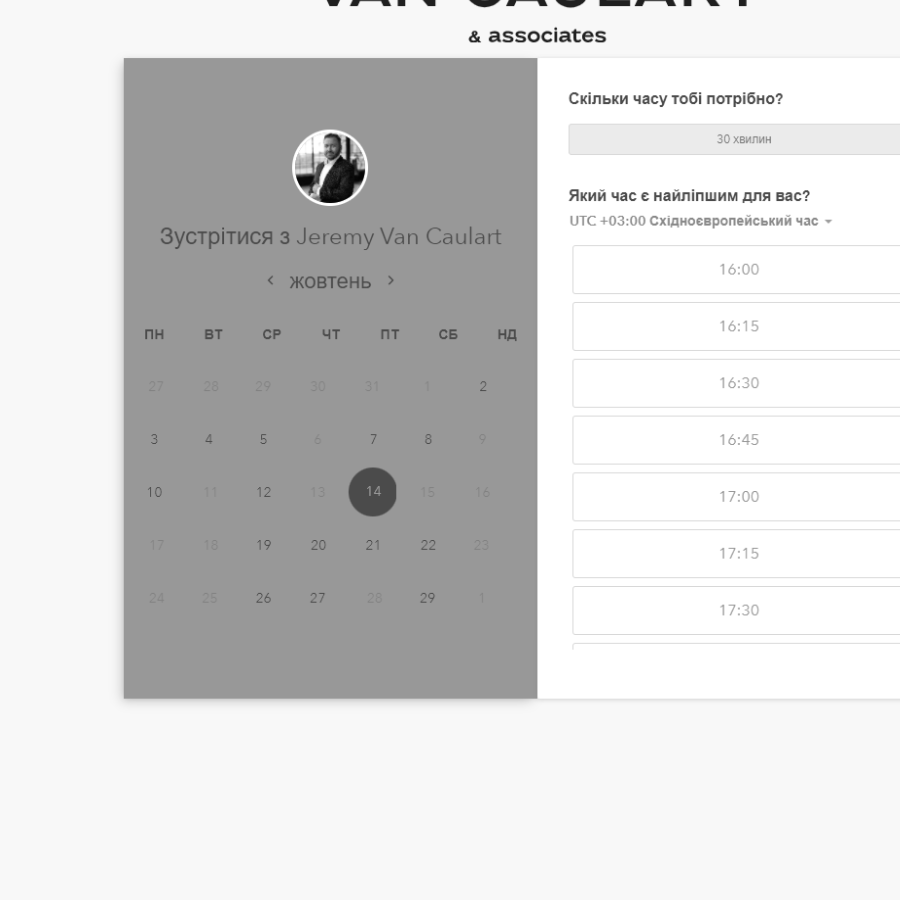 VAN CAULART
& associates
Зустрітися з Jeremy Van Caulart
жовтень
ПН ВТ СР ЧТ ПТ СБ НД
27 28 29 30 31 1 2
3 4 5 6 7 8 9
10 11 12 13 14 15 16
17 18 19 20 21 22 23
24 25 26 27 28 29 1
Скільки часу тобі потрібно?
30 хвилин
Який час є найліпшим для вас?
UTC +03:00 Східноєвропейський час
16:00
16:15
16:30
16:45
17:00
17:15
17:30